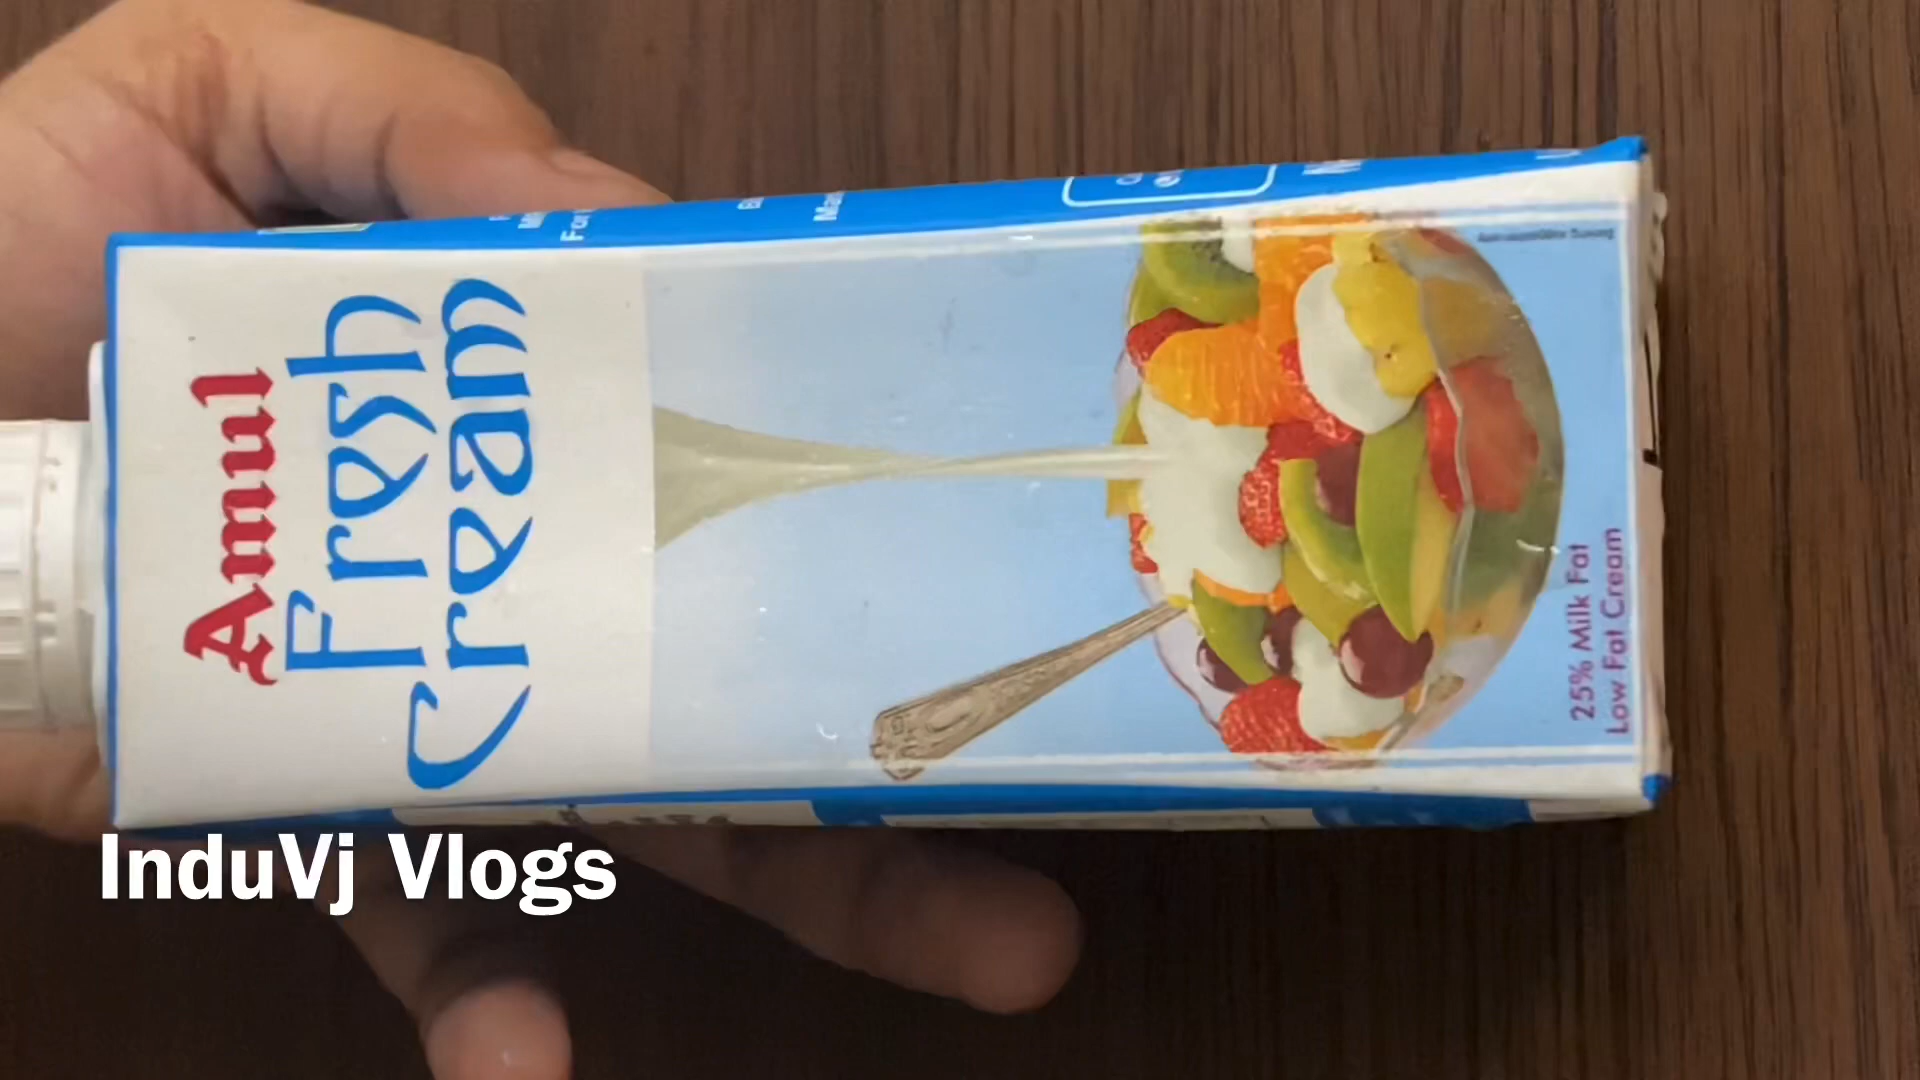 Amul
Fresh
Cream
25% Milk Fat
Low Fat Cream
InduVj Vlogs